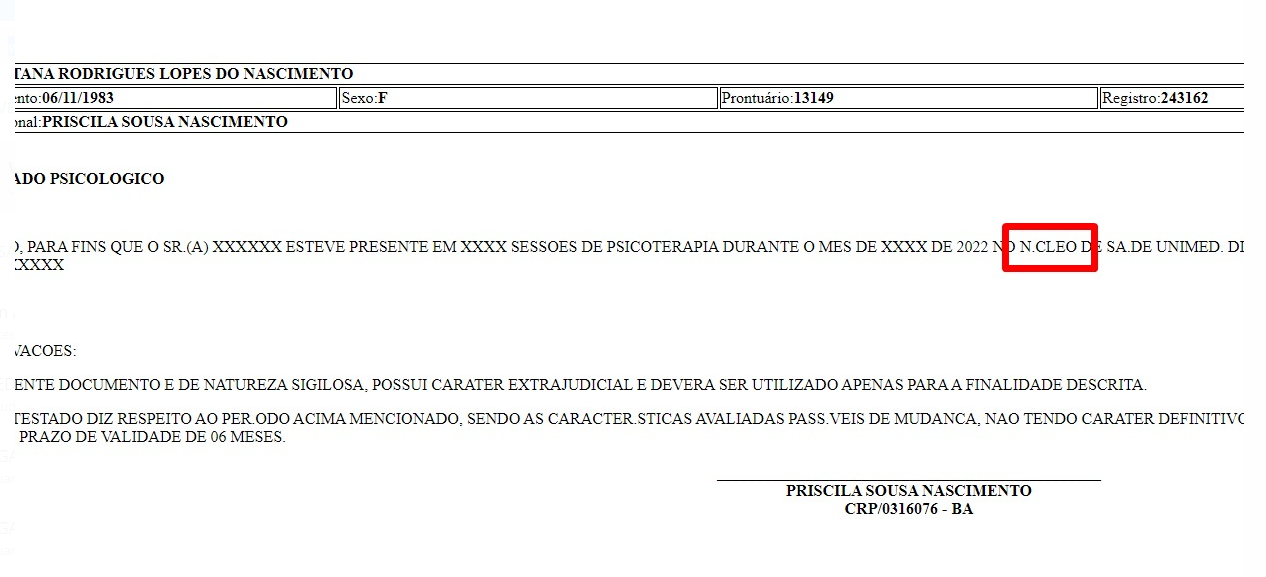 TANA RODRIGUES LOPES DO NASCIMENTO
ento:06/11/1983 Sexo:F Prontuário:13149 Registro:243162
onal:PRISCILA SOUSA NASCIMENTO
ADO PSICOLOGICO
O, PARA FINS QUE O SR.(A) XXXXXX ESTEVE PRESENTE EM XXXX SESSOES DE PSICOTERAPIA DURANTE O MES DE XXXX DE 2022 NO N.CLEO DE SA.DE UNIMED. DI
XXXXX
VACOES:
ENTE DOCUMENTO E DE NATUREZA SIGILOSA, POSSUI CARATER EXTRAJUDICIAL E DEVERA SER UTILIZADO APENAS PARA A FINALIDADE DESCRITA.
TESTADO DIZ RESPEITO AO PER.ODO ACIMA MENCIONADO, SENDO AS CARACTER.STICAS AVALIADAS PASS.VEIS DE MUDANCA, NAO TENDO CARATER DEFINITIVO
PRAZO DE VALIDADE DE 06 MESES.
PRISCILA SOUSA NASCIMENTO
CRP/0316076 - BA